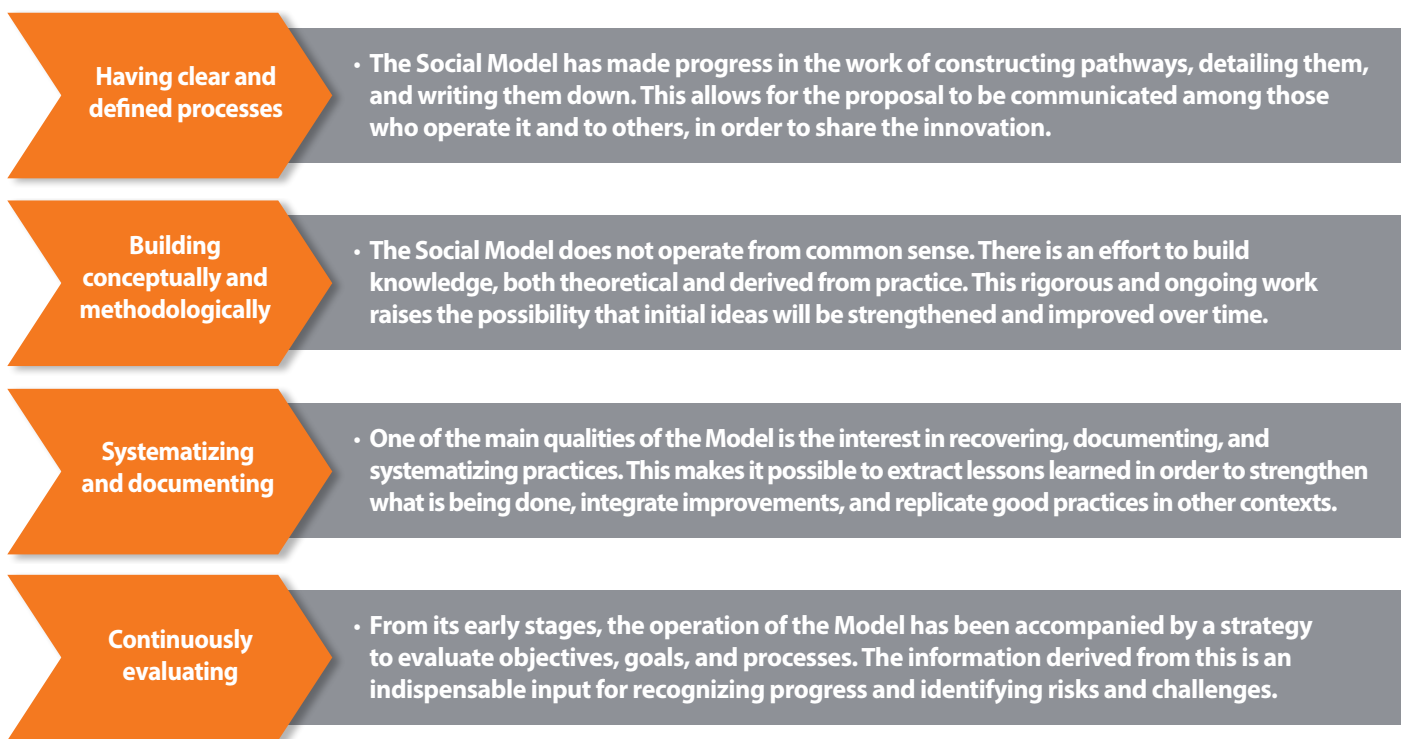 Having clear and
defined processes
• The Social Model has made progress in the work of constructing pathways, detailing them,
and writing them down. This allows for the proposal to be communicated among those
who operate it and to others, in order to share the innovation.
Building
conceptually and
methodologically
• The Social Model does not operate from common sense. There is an effort to build
knowledge, both theoretical and derived from practice. This rigorous and ongoing work
raises the possibility that initial ideas will be strengthened and improved over time.
Systematizing
and documenting
• One of the main qualities of the Model is the interest in recovering, documenting, and
systematizing practices. This makes it possible to extract lessons learned in order to strengthen
what is being done, integrate improvements, and replicate good practices in other contexts.
Continuously
evaluating
• From its early stages, the operation of the Model has been accompanied by a strategy
to evaluate objectives, goals, and processes. The information derived from this is an
indispensable input for recognizing progress and identifying risks and challenges.